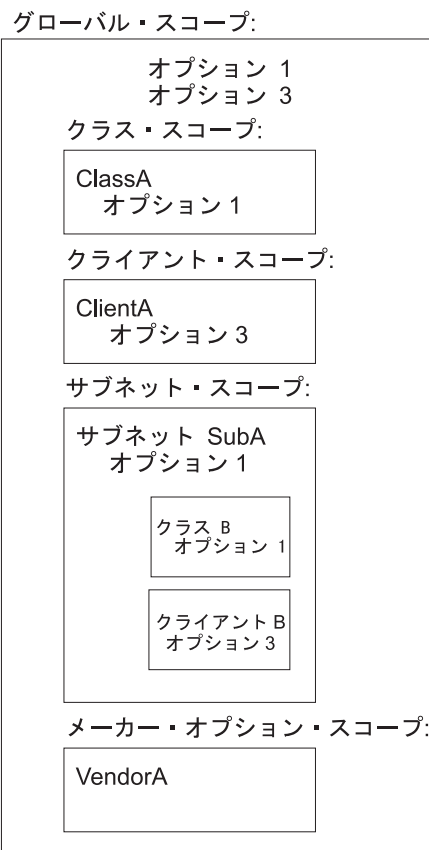 グローバル・スコープ:
オプション 1
オプション 3
クラス・スコープ:
ClassA
オプション 1
クライアント・スコープ:
ClientA
オプション 3
サブネット・スコープ:
サブネット SubA
オプション 1
クラス B
オプション 1
クライアント B
オプション 3
メーカー・オプション・スコープ:
VendorA